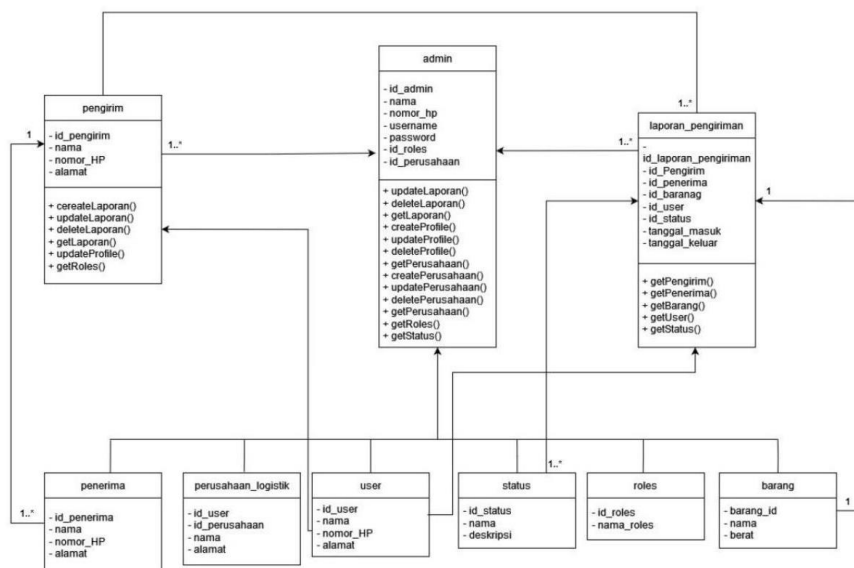 pengirim
- id_pengirim
- nama
- nomor_HP
- alamat
+ cereateLaporan()
+ updateLaporan()
+ deleteLaporan()
+ getLaporan()
+ updateProfile()
+ getRoles()
1
1..*
admin
- id_admin
- nama
- nomor_hp
- username
- password
- id_roles
- id_perusahaan
+ updateLaporan()
+ deleteLaporan()
+ getLaporan()
+ createProfile()
+ updateProfile()
+ deleteProfile()
+ getPerusahaan()
+ createPerusahaan()
+ updatePerusahaan()
+ deletePerusahaan()
+ getPerusahaan()
+ getRoles()
+ getStatus()
1..*
1..*
laporan_pengiriman
-
id_laporan_pengiriman
- id_Pengirim
- id_penerima
- id_baranag
- id_user
- id_status
- tanggal_masuk
- tanggal_keluar
+ getPengirim()
+ getPenerima()
+ getBarang()
+ getUser()
+ getStatus()
1
1..*
penerima
- id_penerima
- nama
- nomor_HP
- alamat
perusahaan_logistik
- id_user
- id_perusahaan
- nama
- alamat
user
- id_user
- nama
- nomor_HP
- alamat
1..*
status
- id_status
- nama
- deskripsi
roles
- id_roles
- nama_roles
barang
- barang_id
- nama
- berat
1